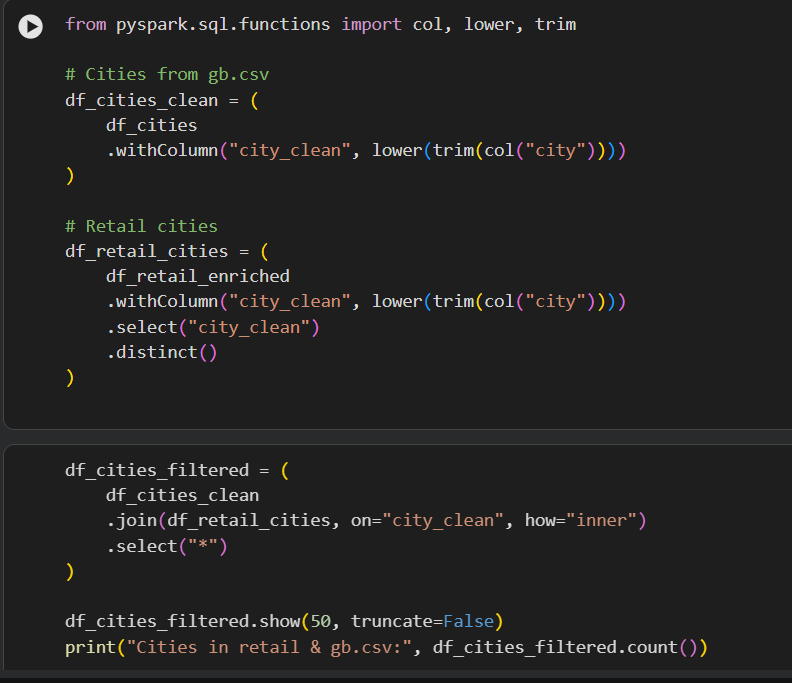 from pyspark.sql.functions import col, lower, trim
# Cities from gb.csv
df_cities_clean = (
df_cities
.withColumn("city_clean", lower(trim(col("city"))))
)
# Retail cities
df_retail_cities = (
df_retail_enriched
.withColumn("city_clean", lower(trim(col("city"))))
.select("city_clean")
.distinct()
)
df_cities_filtered = (
df_cities_clean
.join(df_retail_cities, on="city_clean", how="inner")
.select("*")
)
df_cities_filtered.show(50, truncate=False)
print("Cities in retail & gb.csv:", df_cities_filtered.count())